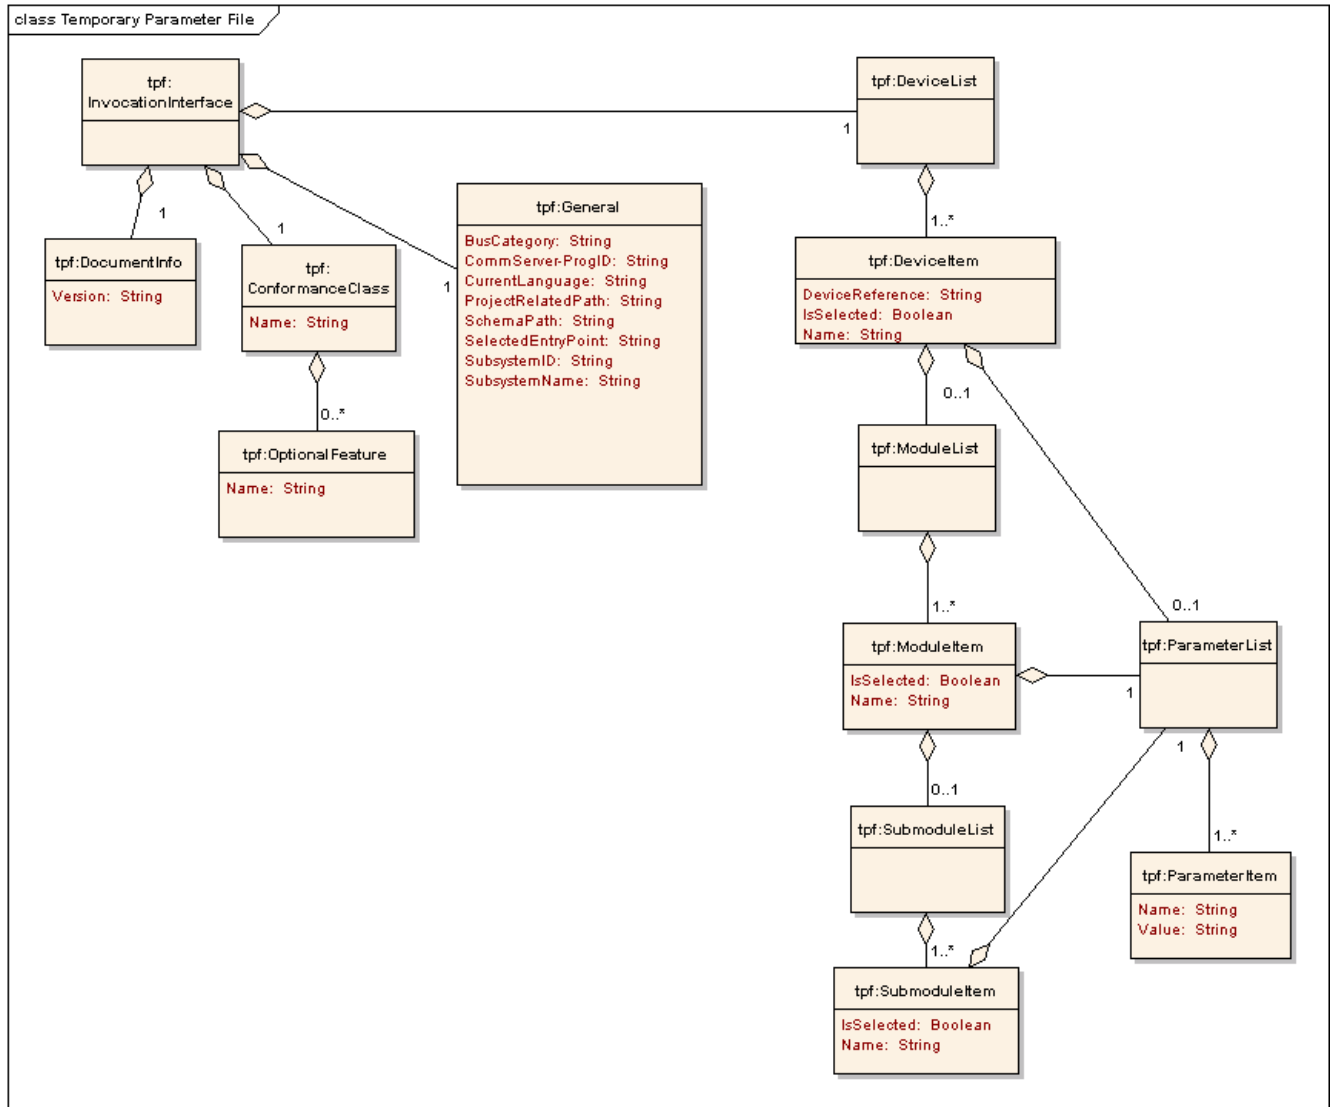 class Temporary Parameter File
tpf:
InvocationInterface
tpf:DeviceList
1
1
1
1
tpf:General
BusCategory: String
CommServer-ProgID: String
CurrentLanguage: String
ProjectRelatedPath: String
SchemaPath: String
SelectedEntryPoint: String
SubsystemID: String
SubsystemName: String
tpf:DocumentInfo
Version: String
tpf:
ConformanceClass
Name: String
0..*
tpf:OptionalFeature
Name: String
1..*
tpf:DeviceItem
DeviceReference: String
IsSelected: Boolean
Name: String
0..1
tpf:ModuleList
1..*
0..1
tpf:ModuleItem
IsSelected: Boolean
Name: String
tpf:ParameterList
1
1
0..1
tpf:SubmoduleList
1..*
tpf:ParameterItem
Name: String
Value: String
1..*
tpf:SubmoduleItem
IsSelected: Boolean
Name: String